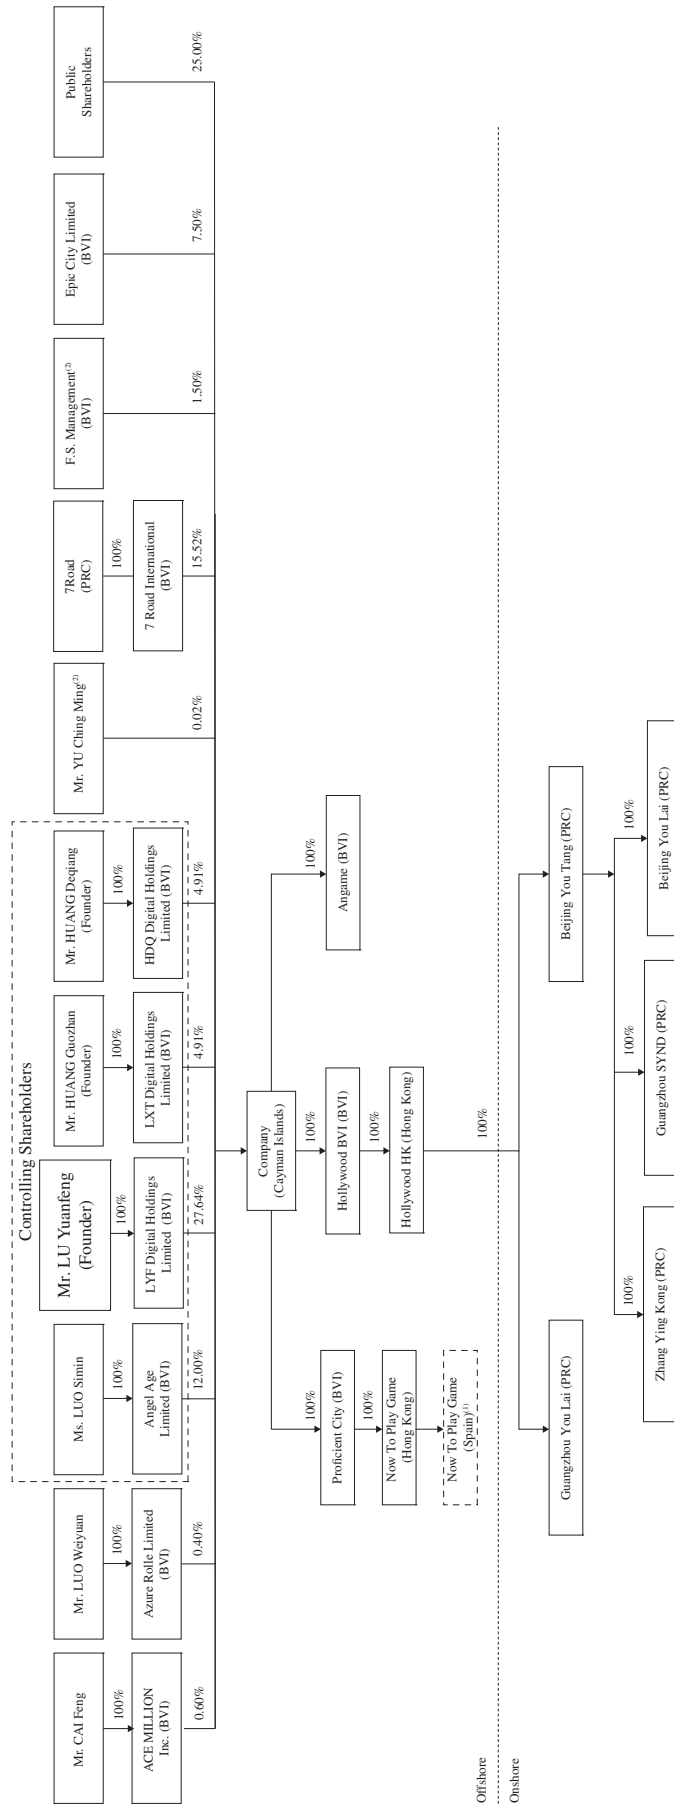 Controlling Shareholders
Mr. CAI Feng
Mr. LUO Weiyuan
Ms. LUO Simin
Mr. LU Yuanfeng
(Founder)
Mr. HUANG Guozhan
(Founder)
Mr. HUANG Deqiang
(Founder)
Mr. YU Ching Ming(2)
7Road
(PRC)
F.S. Management(2)
(BVI)
Epic City Limited
(BVI)
Public
Shareholders
100%
100%
100%
100%
100%
100%
100%
ACE MILLION
Inc. (BVI)
Azure Rolle Limited
(BVI)
Angel Age
Limited (BVI)
LYF Digital Holdings
Limited (BVI)
LXT Digital Holdings
Limited (BVI)
HDQ Digital Holdings
Limited (BVI)
7 Road International
(BVI)
0.60%
0.40%
12.00%
27.64%
4.91%
4.91%
0.02%
15.52%
1.50%
7.50%
25.00%
Company
(Cayman Islands)
100%
100%
100%
Proficient City (BVI)
Hollywood BVI (BVI)
Angame (BVI)
100%
100%
Now To Play Game
(Hong Kong)
Hollywood HK (Hong Kong)
Now To Play Game
(Spain)(1)
100%
Offshore
Onshore
Guangzhou You Lai (PRC)
Beijing You Tang (PRC)
100%
100%
100%
Zhang Ying Kong (PRC)
Guangzhou SYND (PRC)
Beijing You Lai (PRC)